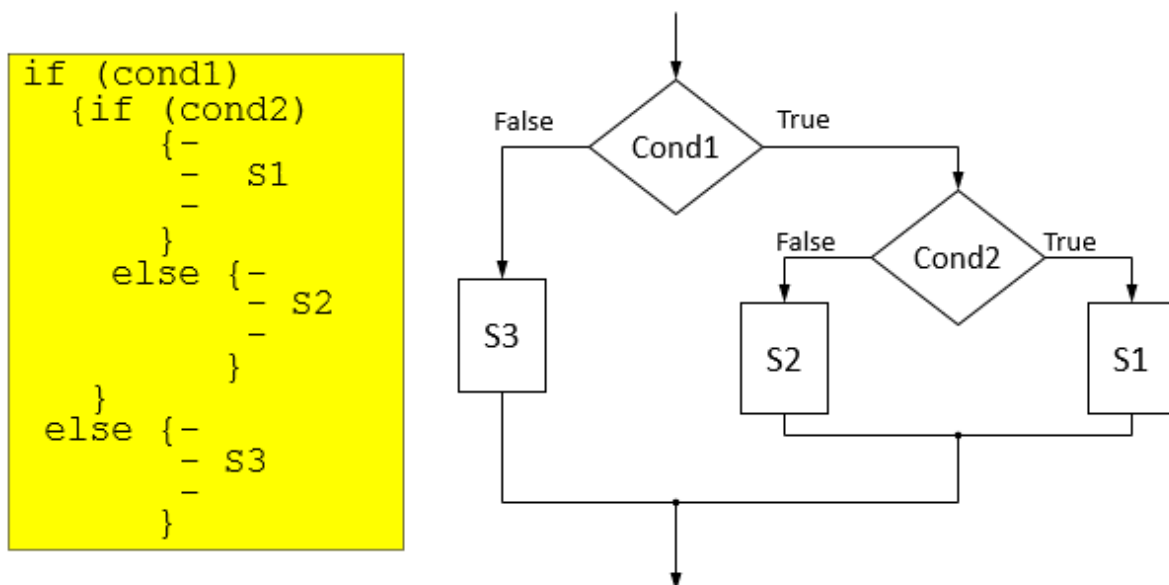 if (cond1)
{if (cond2)
{-
- S1
-
}
else {-
- S2
-
}
}
else {-
- S3
-
}
False
True
Cond1
False
True
Cond2
S3
S2
S1